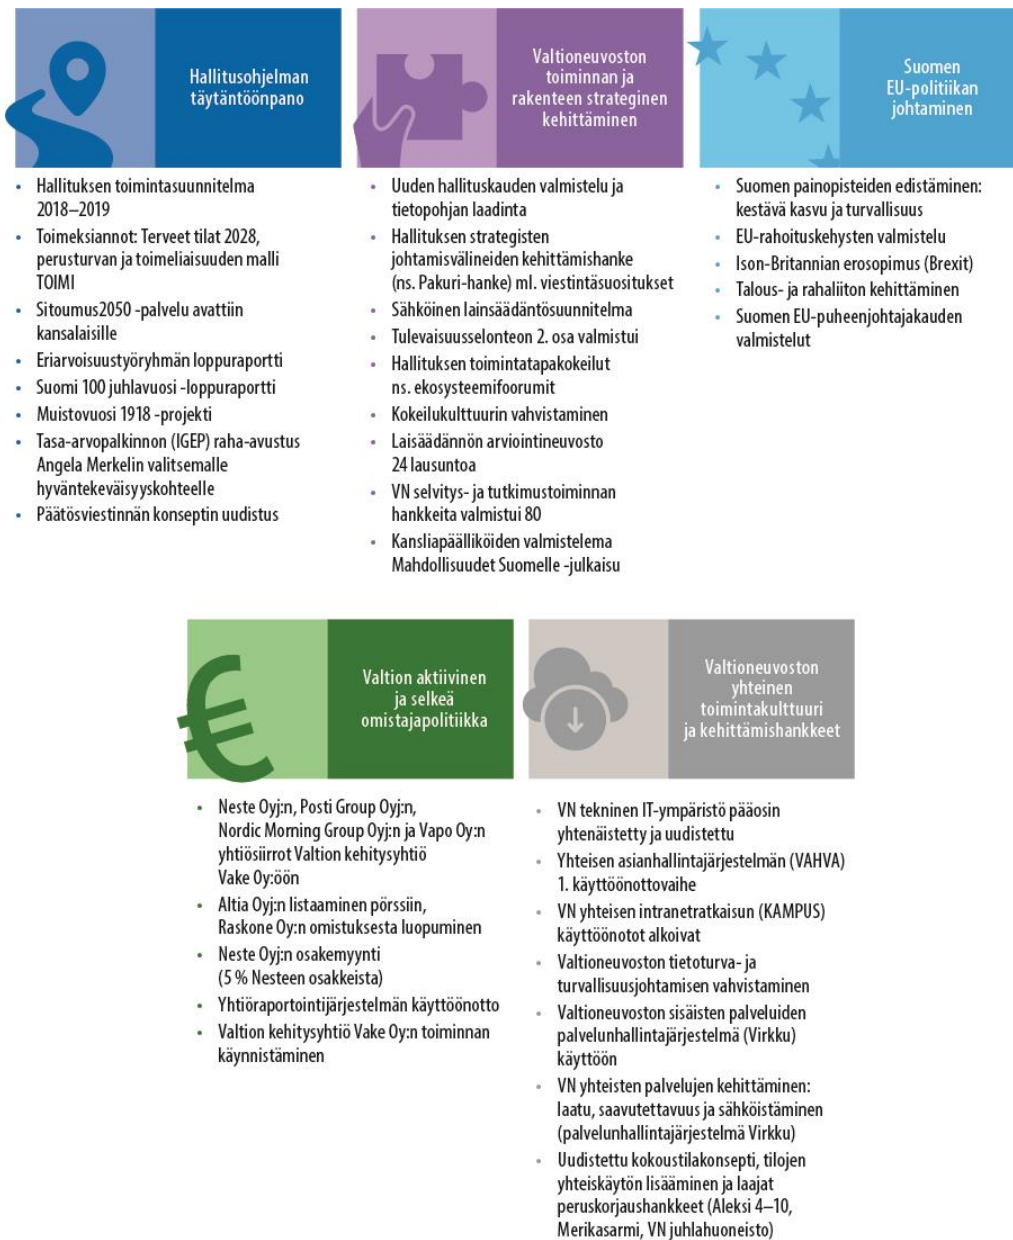 Hallitusohjelman
täytäntöönpano
• Hallituksen toimintasuunnitelma
2018–2019
• Toimeksiannot: Terveet tilat 2028,
perusturvan ja toimeliaisuuden malli
TOIMI
• Sitoumus2050 -palvelu avattiin
kansalaisille
• Eriarvoisuustyöryhmän loppuraportti
• Suomi 100 juhlavuosi -loppuraportti
• Muistovuosi 1918 -projekti
• Tasa-arvopalkinnon (IGEP) raha-avustus
Angela Merkelin valitsemalle
hyväntekeväisyyskohteelle
• Päätösviestinnän konseptin uudistus
Valtioneuvoston
toiminnan ja
rakenteen strateginen
kehittäminen
• Uuden hallituskauden valmistelu ja
tietopohjan laadinta
• Hallituksen strategisten
johtamisvälineiden kehittämishanke
(ns. Pakuri-hanke) ml. viestintäsuositukset
• Sähköinen lainsäädäntösuunnitelma
• Tulevaisuusselonteon 2. osa valmistui
• Hallituksen toimintatapakokeilut
ns. ekosysteemifoorumit
• Kokeilukulttuurin vahvistaminen
• Laisäädännön arviointineuvosto
24 lausuntoa
• VN selvitys- ja tutkimustoiminnan
hankkeita valmistui 80
• Kansliapäälliköiden valmistelema
Mahdollisuudet Suomelle -julkaisu
Suomen
EU-politiikan
johtaminen
• Suomen painopisteiden edistäminen:
kestävä kasvu ja turvallisuus
• EU-rahoituskehysten valmistelu
• Ison-Britannian erosopimus (Brexit)
• Talous- ja rahaliiton kehittäminen
• Suomen EU-puheenjohtajakauden
valmistelut
€
Valtion aktiivinen
ja selkeä
omistajapolitiikka
• Neste Oyj:n, Posti Group Oyj:n,
Nordic Morning Group Oyj:n ja Vapo Oy:n
yhtiösiirrot Valtion kehitysyhtiö
Vake Oy:öön
• Altia Oyj:n listaaminen pörssiin,
Raskone Oy:n omistuksesta luopuminen
• Neste Oyj:n osakemyynti
(5 % Nesteen osakkeista)
• Yhtiöraportointijärjestelmän käyttöönotto
• Valtion kehitysyhtiö Vake Oy:n toiminnan
käynnistäminen
Valtioneuvoston
yhteinen
toimintakulttuuri
ja kehittämishankkeet
• VN tekninen IT-ympäristö pääosin
yhtenäistetty ja uudistettu
• Yhteisen asianhallintajärjestelmän (VAHVA)
1. käyttöönottovaihe
• VN yhteisen intranetratkaisun (KAMPUS)
käyttöönotot alkoivat
• Valtioneuvoston tietoturva- ja
turvallisuusjohtamisen vahvistaminen
• Valtioneuvoston sisäisten palveluiden
palvelunhallintajärjestelmä (Virkku)
käyttöön
• VN yhteisten palvelujen kehittäminen:
laatu, saavutettavuus ja sähköistäminen
(palvelunhallintajärjestelmä Virkku)
• Uudistettu kokoustilakonsepti, tilojen
yhteiskäytön lisääminen ja laajat
peruskorjaushankkeet (Aleksi 4–10,
Merikasarmi, VN juhlahuoneisto)